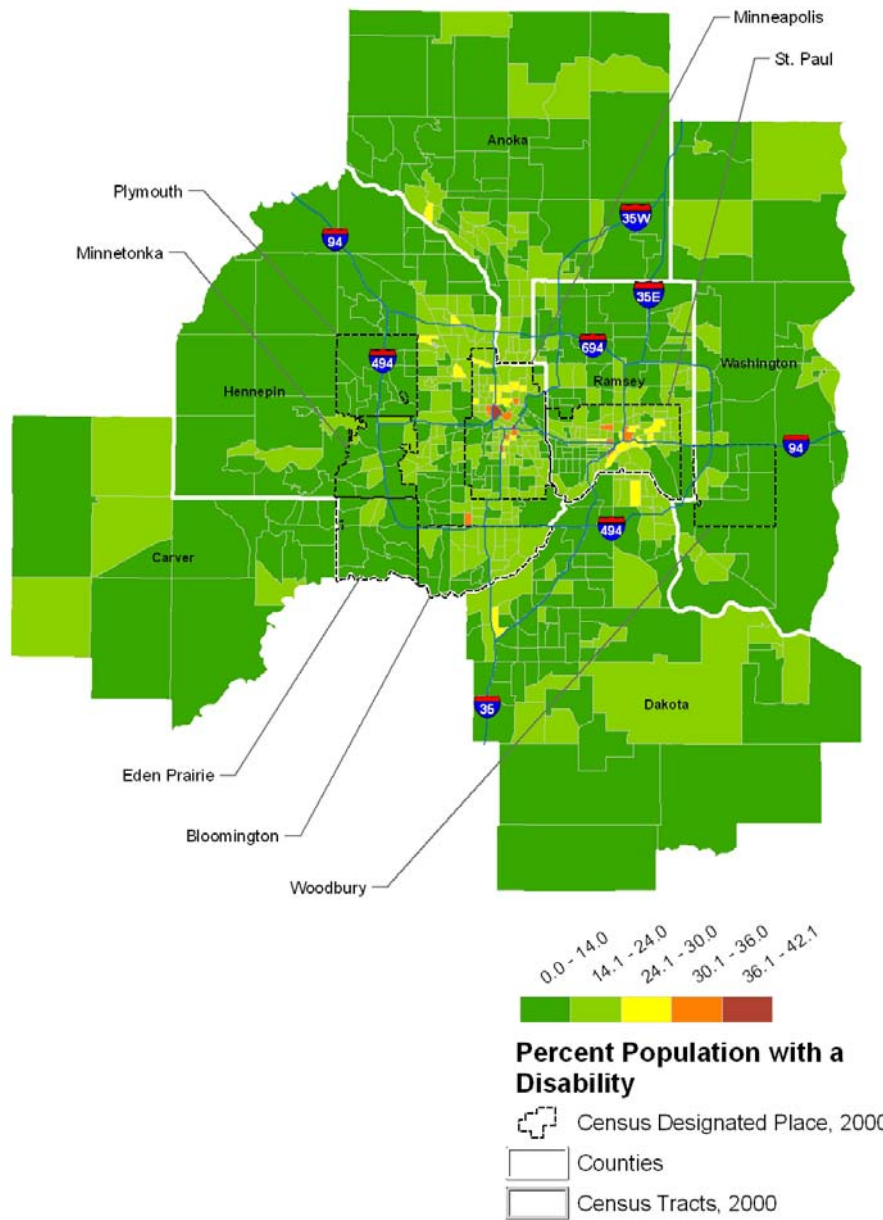 Minneapolis
St. Paul
Anoka
Plymouth
35W
Minnetonka
94
35E
694
494
Washington
Hennepin
Ramsey
94
494
Carver
Dakota
35
Eden Prairie
Bloomington
Woodbury
0.0 - 14.0
14.1 - 24.0
24.1 - 30.0
30.1 - 36.0
36.1 - 42.1
Percent Population with a
Disability
Census Designated Place, 2000
Counties
Census Tracts, 2000